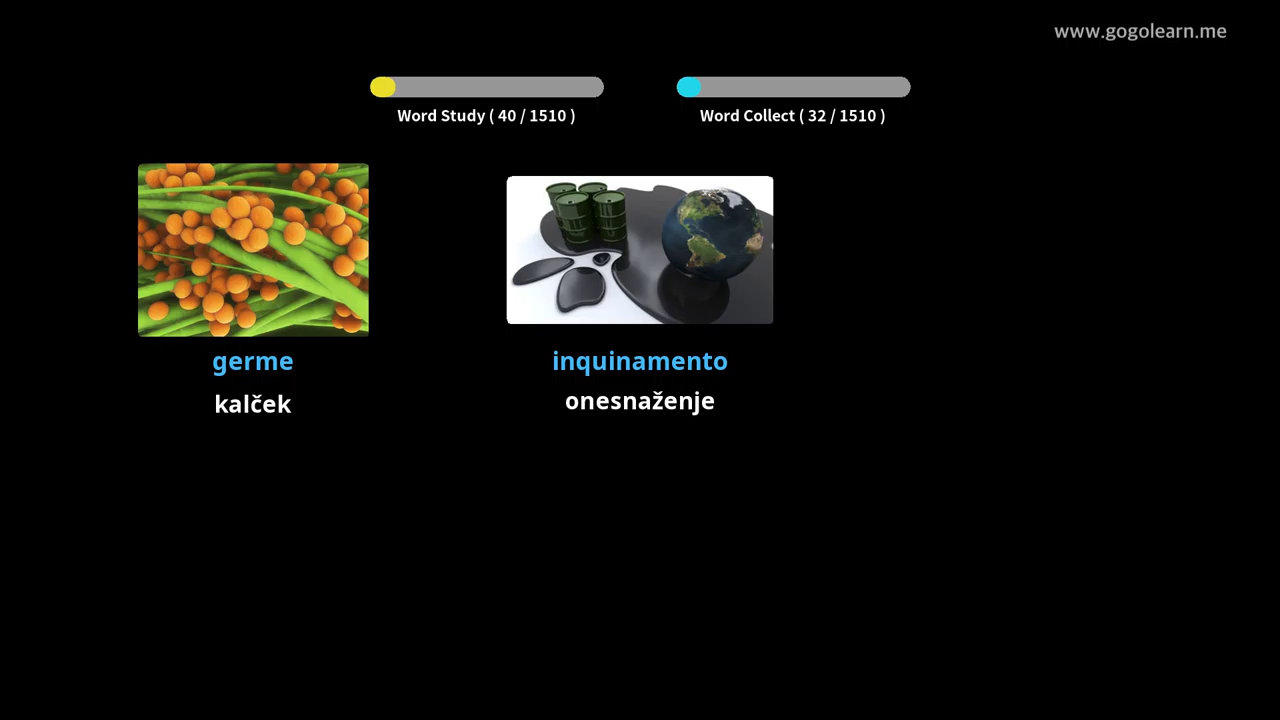 www.gogolearn.me
Word Study ( 40 / 1510 )
Word Collect ( 32 / 1510 )
germe
kalček
inquinamento
onesnaženje